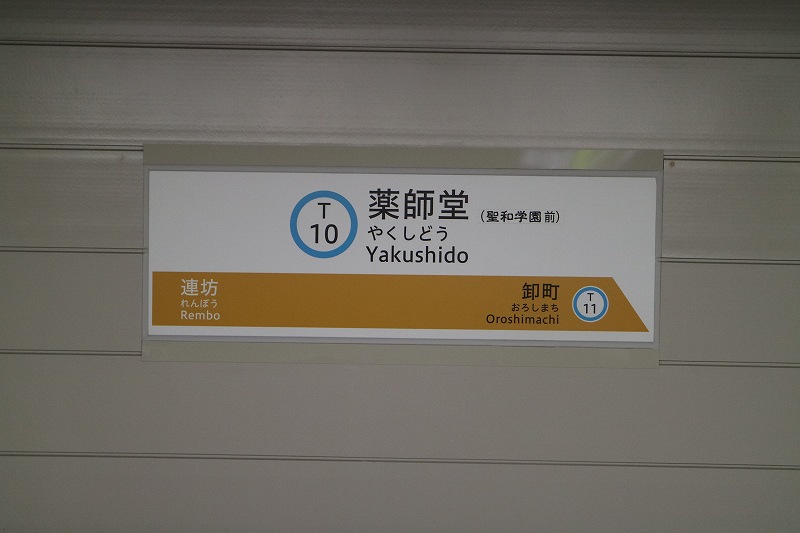 T
10
薬師堂 (聖和学園前)
やくしどう
Yakushido
連坊
れんぼう
Rembo
卸町
おろしまち
Oroshimachi
T
11